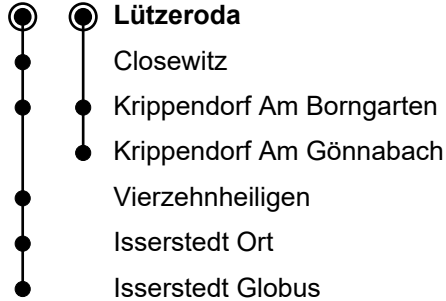 Lützeroda
Closewitz
Krippendorf Am Borngarten
Krippendorf Am Gönnabach
Vierzehnheiligen
Isserstedt Ort
Isserstedt Globus